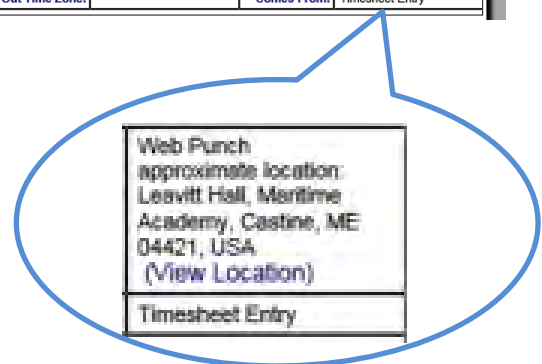 Out Time Zone: Comes From: Timesheet Entry
Web Punch
approximate location:
Leavitt Hall, Maritime
Academy, Castine, ME
04421, USA
(View Location)
Timesheet Entry